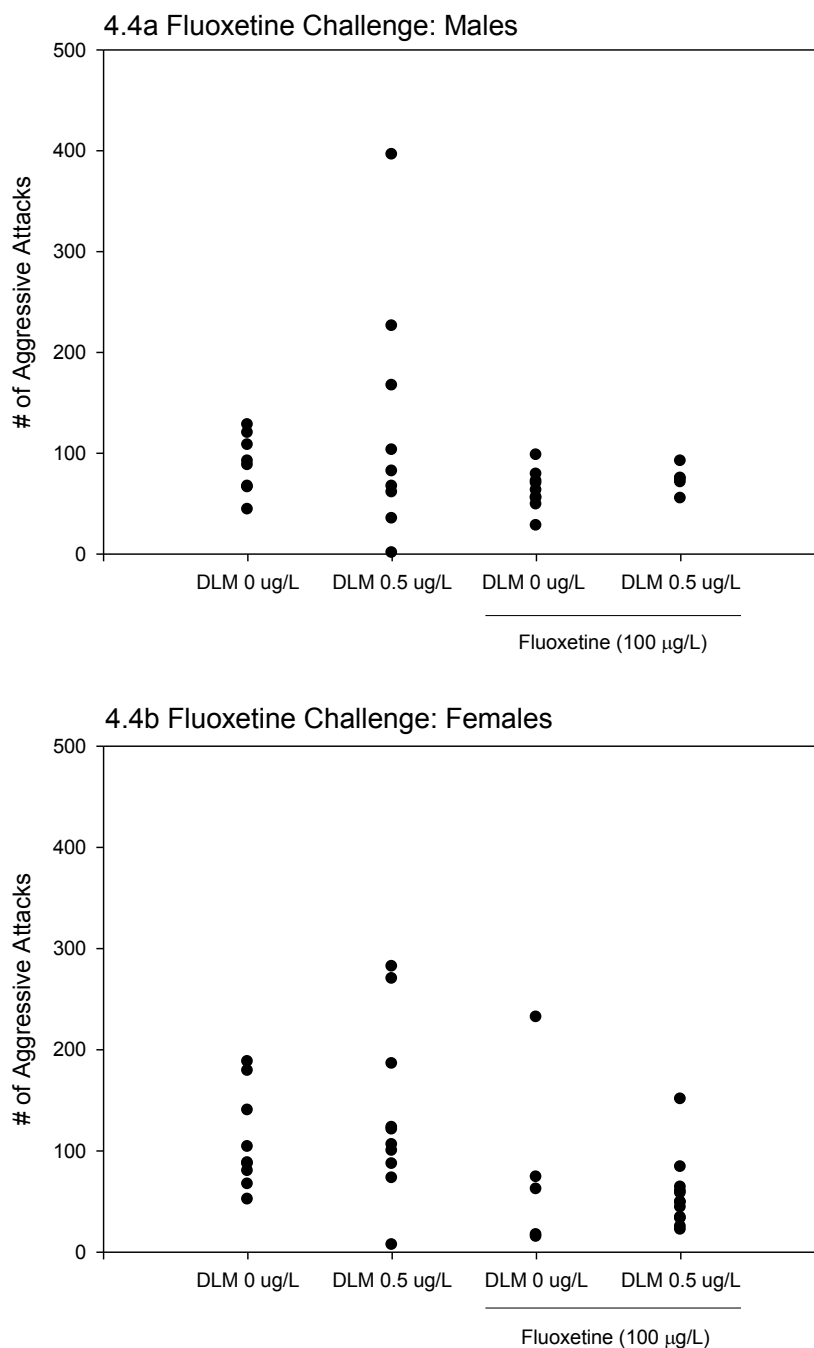 4.4a Fluoxetine Challenge: Males
500
400
300
200
100
0
# of Aggressive Attacks
DLM 0 ug/L DLM 0.5 ug/L DLM 0 ug/L DLM 0.5 ug/L
Fluoxetine (100 μg/L)
4.4b Fluoxetine Challenge: Females
500
400
300
200
100
0
# of Aggressive Attacks
DLM 0 ug/L DLM 0.5 ug/L DLM 0 ug/L DLM 0.5 ug/L
Fluoxetine (100 μg/L)